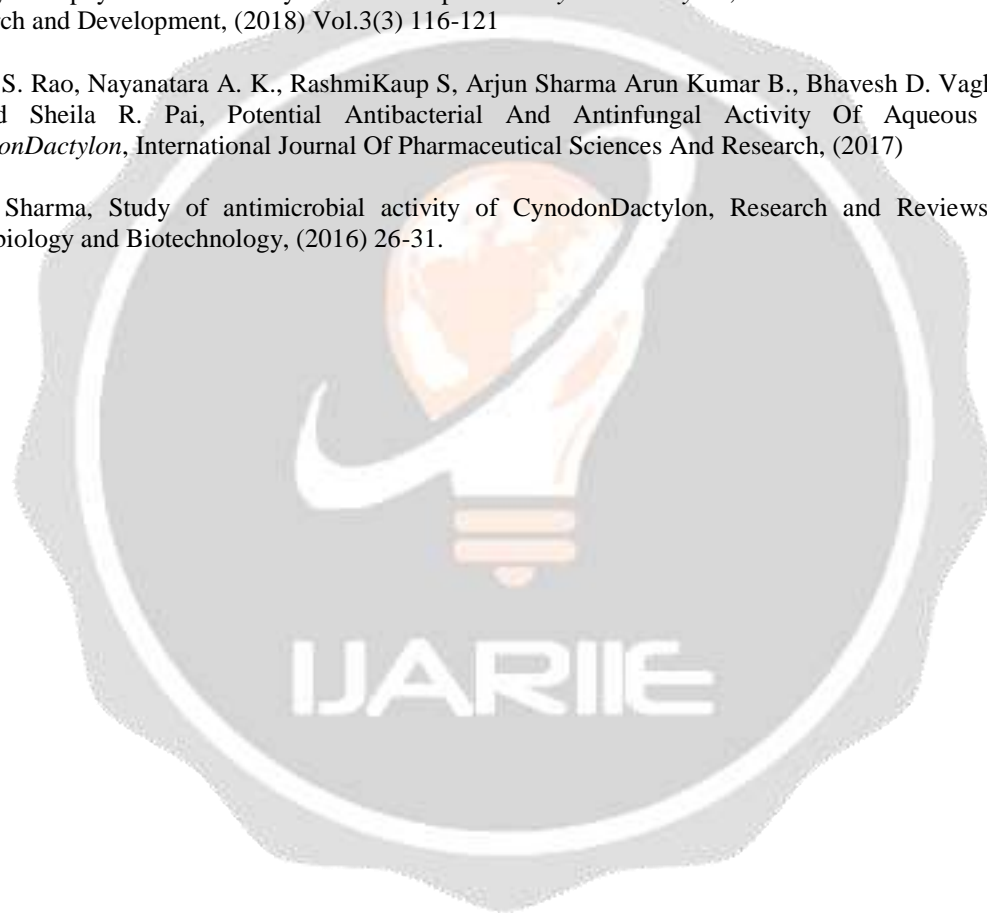 rch and Development, (2018) Vol.3(3) 116-121
S. Rao, Nayanatara A. K., RashmiKaup S, Arjun Sharma Arun Kumar B., Bhavesh D. Vagh
d Sheila R. Pai, Potential Antibacterial And Antinfungal Activity Of Aqueous
onDactylon, International Journal Of Pharmaceutical Sciences And Research, (2017)
Sharma, Study of antimicrobial activity of CynodonDactylon, Research and Reviews
biology and Biotechnology, (2016) 26-31.
IJARIIE